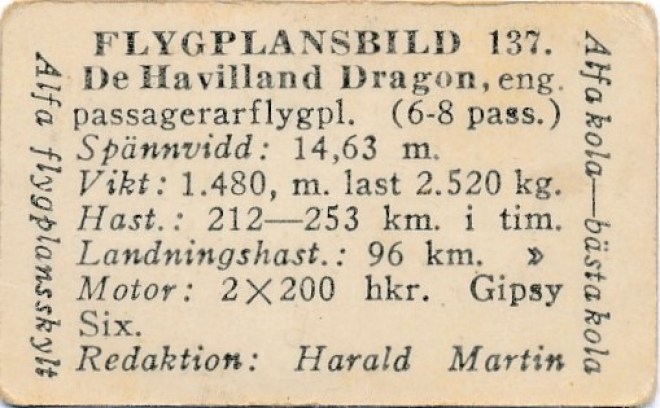 FLYGPLANSBILD 137.
De Havilland Dragon, eng.
passagerarflygpl. (6-8 pass.)
Spännvidd: 14,63 m.
Vikt: 1.480, m. last 2.520 kg.
Hast.: 212—253 km. i tim.
Landningshast.: 96 km. »
Motor: 2×200 hkr. Gipsy
Six.
Redaktion: Harald Martin
Alfa flygplansskylt
Alfa kola—bästa kola